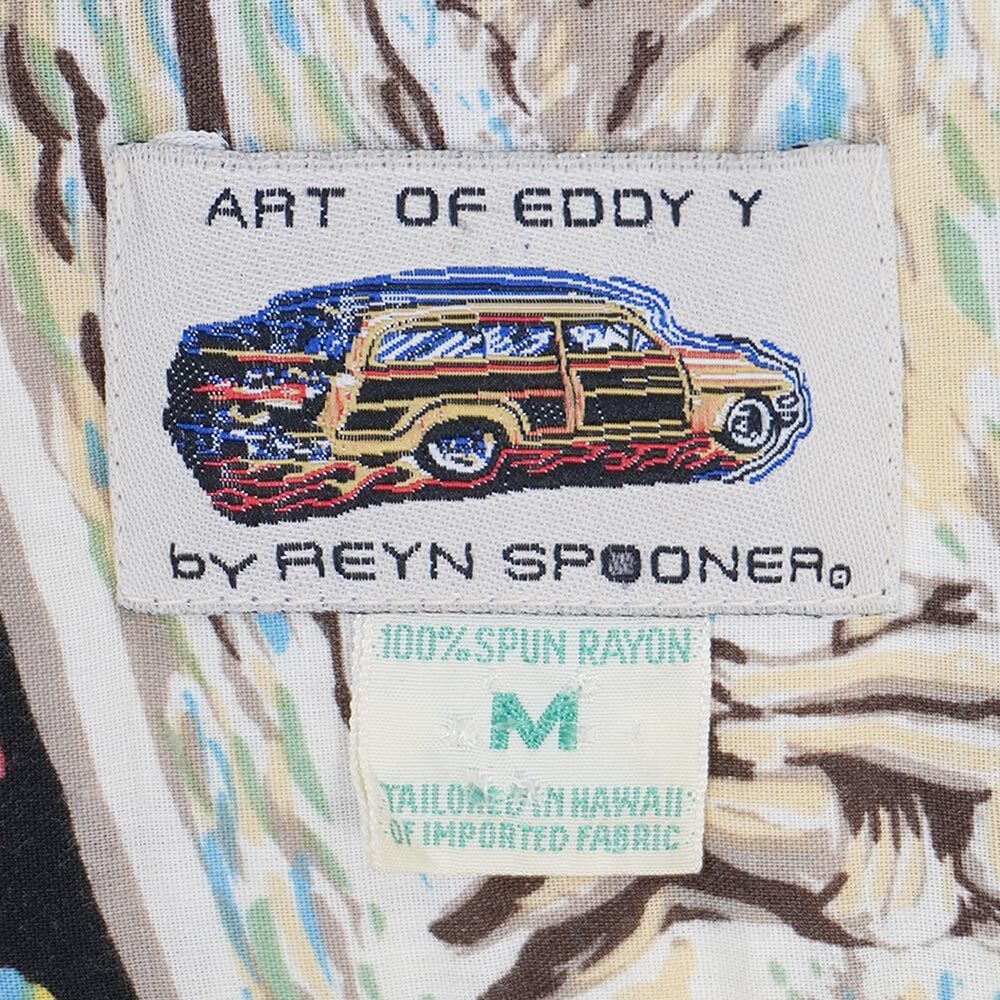 ART OF EDDY Y
by REYN SPOONER
100% SPUN RAYON
M
TAILORED IN HAWAII
OF IMPORTED FABRIC